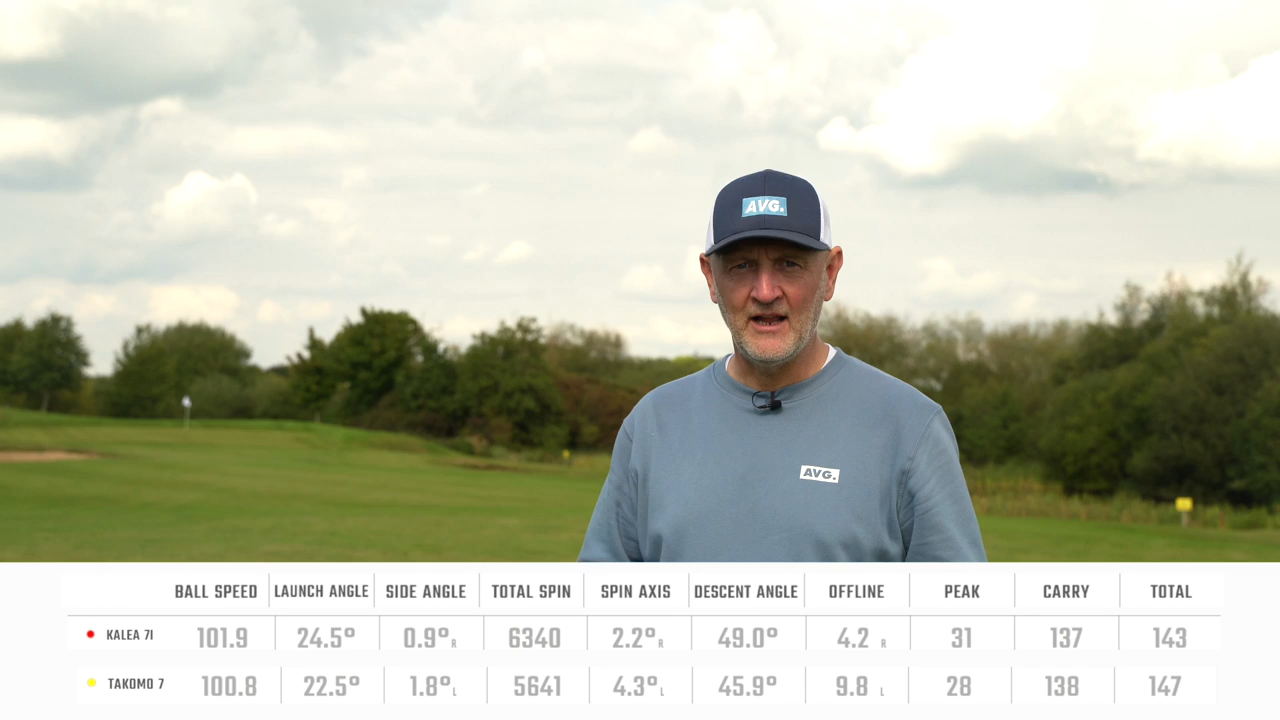 AVG.
AVG.
BALL SPEED LAUNCH ANGLE SIDE ANGLE TOTAL SPIN SPIN AXIS DESCENT ANGLE OFFLINE PEAK CARRY TOTAL
KALEA 7I 101.9 24.5° 0.9° R 6340 2.2° R 49.0° 4.2 R 31 137 143
TAKOMO 7 100.8 22.5° 1.8° L 5641 4.3° L 45.9° 9.8 L 28 138 147